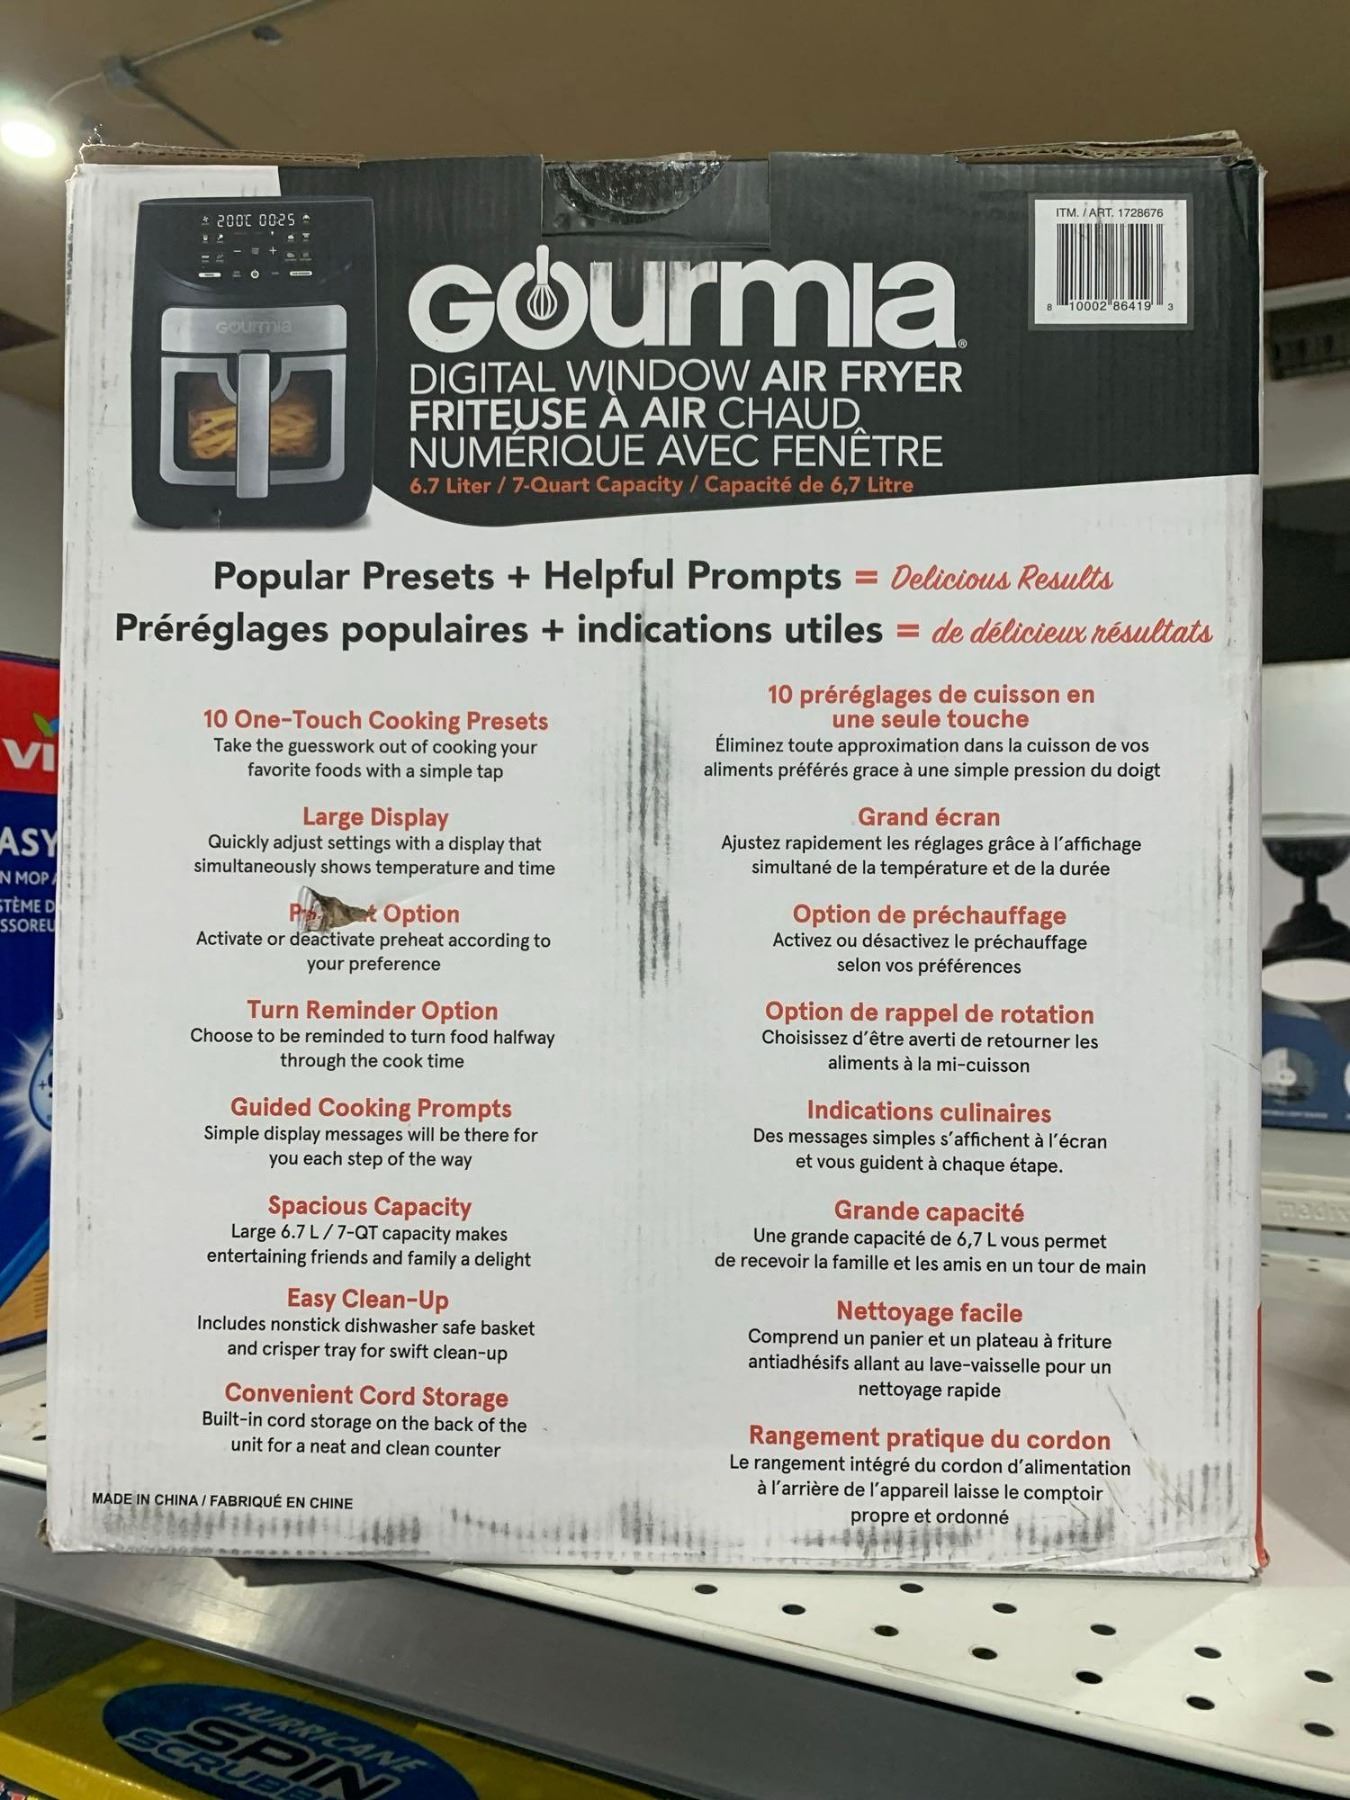 200C 00:25
GOURMIA
ITM. / ART. 1728676
8 10002 86419 3
GOURMIA®
DIGITAL WINDOW AIR FRYER
FRITEUSE À AIR CHAUD
NUMÉRIQUE AVEC FENÊTRE
6.7 Liter / 7-Quart Capacity / Capacité de 6,7 Litre
Popular Presets + Helpful Prompts = Delicious Results
Préréglages populaires + indications utiles = de délicieux résultats
10 One-Touch Cooking Presets
Take the guesswork out of cooking your
favorite foods with a simple tap
Large Display
Quickly adjust settings with a display that
simultaneously shows temperature and time
Option
Activate or deactivate preheat according to
your preference
Turn Reminder Option
Choose to be reminded to turn food halfway
through the cook time
Guided Cooking Prompts
Simple display messages will be there for
you each step of the way
Spacious Capacity
Large 6.7 L / 7-QT capacity makes
entertaining friends and family a delight
Easy Clean-Up
Includes nonstick dishwasher safe basket
and crisper tray for swift clean-up
Convenient Cord Storage
Built-in cord storage on the back of the
unit for a neat and clean counter
MADE IN CHINA / FABRIQUÉ EN CHINE
10 préréglages de cuisson en
une seule touche
Éliminez toute approximation dans la cuisson de vos
aliments préférés grace à une simple pression du doigt
Grand écran
Ajustez rapidement les réglages grâce à l'affichage
simultané de la température et de la durée
Option de préchauffage
Activez ou désactivez le préchauffage
selon vos préférences
Option de rappel de rotation
Choisissez d'être averti de retourner les
aliments à la mi-cuisson
Indications culinaires
Des messages simples s'affichent à l'écran
et vous guident à chaque étape.
Grande capacité
Une grande capacité de 6,7 L vous permet
de recevoir la famille et les amis en un tour de main
Nettoyage facile
Comprend un panier et un plateau à friture
antiadhésifs allant au lave-vaisselle pour un
nettoyage rapide
Rangement pratique du cordon
Le rangement intégré du cordon d'alimentation
à l'arrière de l'appareil laisse le comptoir
propre et ordonné
VI
ASY
N MOP
STÈME D
SSOREU
HURRICANE
SPIN
SCRUBB